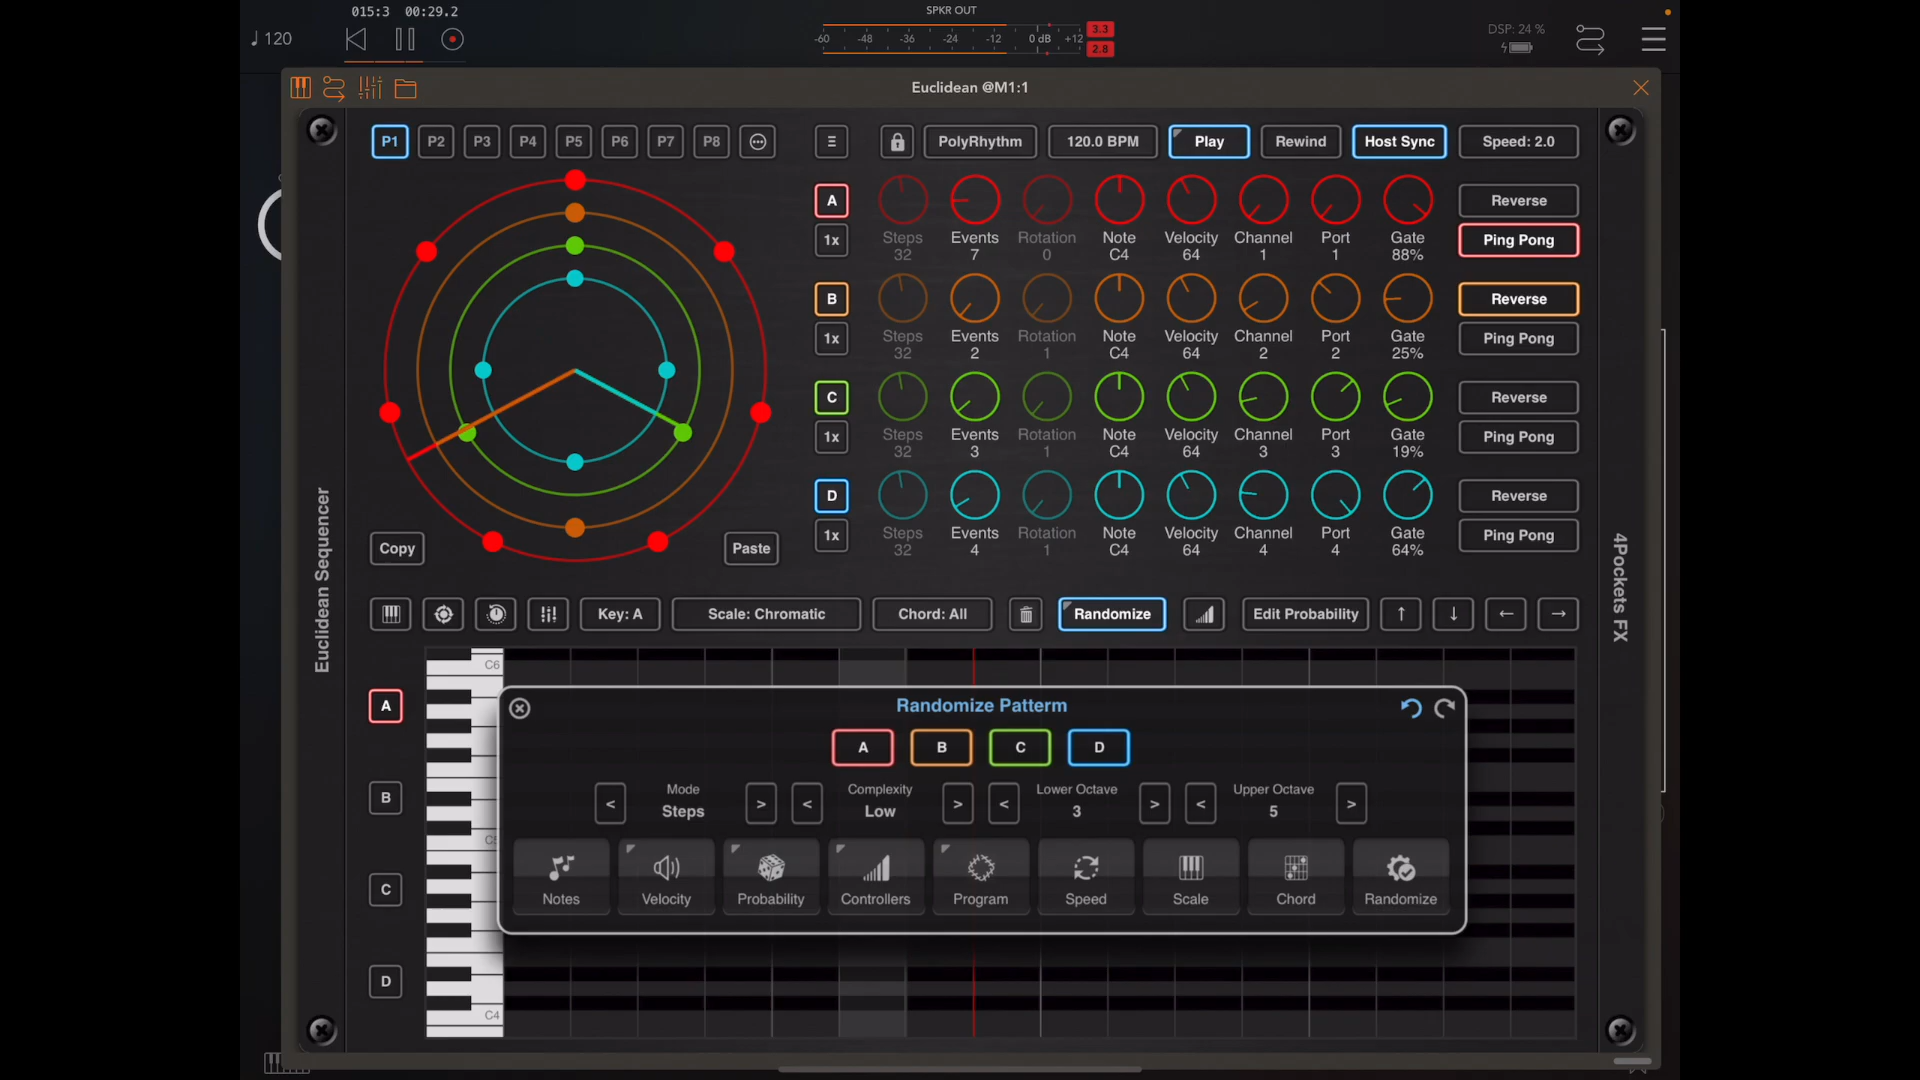 015:3 00:29.2
SPKR OUT
♩120
-60 -48 -36 -24 -12 0 dB +12
3.3
2.8
DSP: 24 %
Euclidean @M1:1
P1 P2 P3 P4 P5 P6 P7 P8
PolyRhythm 120.0 BPM Play Rewind Host Sync Speed: 2.0
A Reverse
1x Steps Events Rotation Note Velocity Channel Port Gate Ping Pong
32 7 0 C4 64 1 1 88%
B Reverse
1x Steps Events Rotation Note Velocity Channel Port Gate Ping Pong
32 2 1 C4 64 2 2 25%
C Reverse
1x Steps Events Rotation Note Velocity Channel Port Gate Ping Pong
32 3 1 C4 64 3 3 19%
D Reverse
1x Steps Events Rotation Note Velocity Channel Port Gate Ping Pong
32 4 1 C4 64 4 4 64%
Copy Paste
Euclidean Sequencer
4Pockets FX
Key: A Scale: Chromatic Chord: All Randomize Edit Probability ↑ ↓ ← →
C6
A
B
C
D
C4
Randomize Patterm
A B C D
< Mode > < Complexity > < Lower Octave > < Upper Octave >
Steps Low 3 5
Notes Velocity Probability Controllers Program Speed Scale Chord Randomize